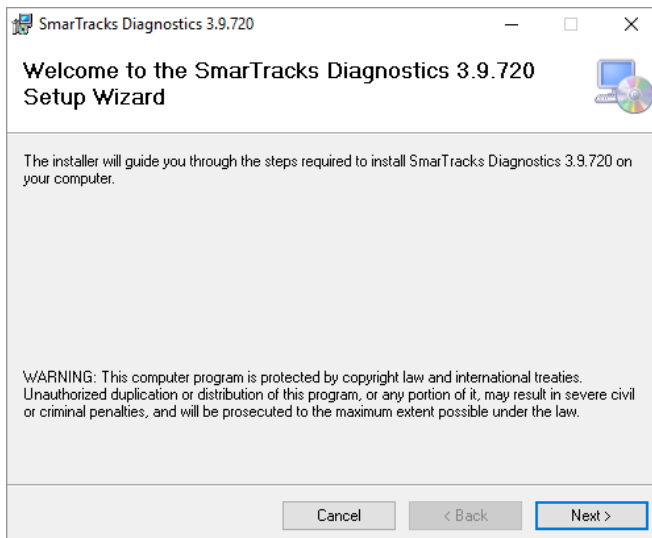 SmarTracks Diagnostics 3.9.720
Welcome to the SmarTracks Diagnostics 3.9.720
Setup Wizard
The installer will guide you through the steps required to install SmarTracks Diagnostics 3.9.720 on
your computer.
WARNING: This computer program is protected by copyright law and international treaties.
Unauthorized duplication or distribution of this program, or any portion of it, may result in severe civil
or criminal penalties, and will be prosecuted to the maximum extent possible under the law.
Cancel < Back Next >